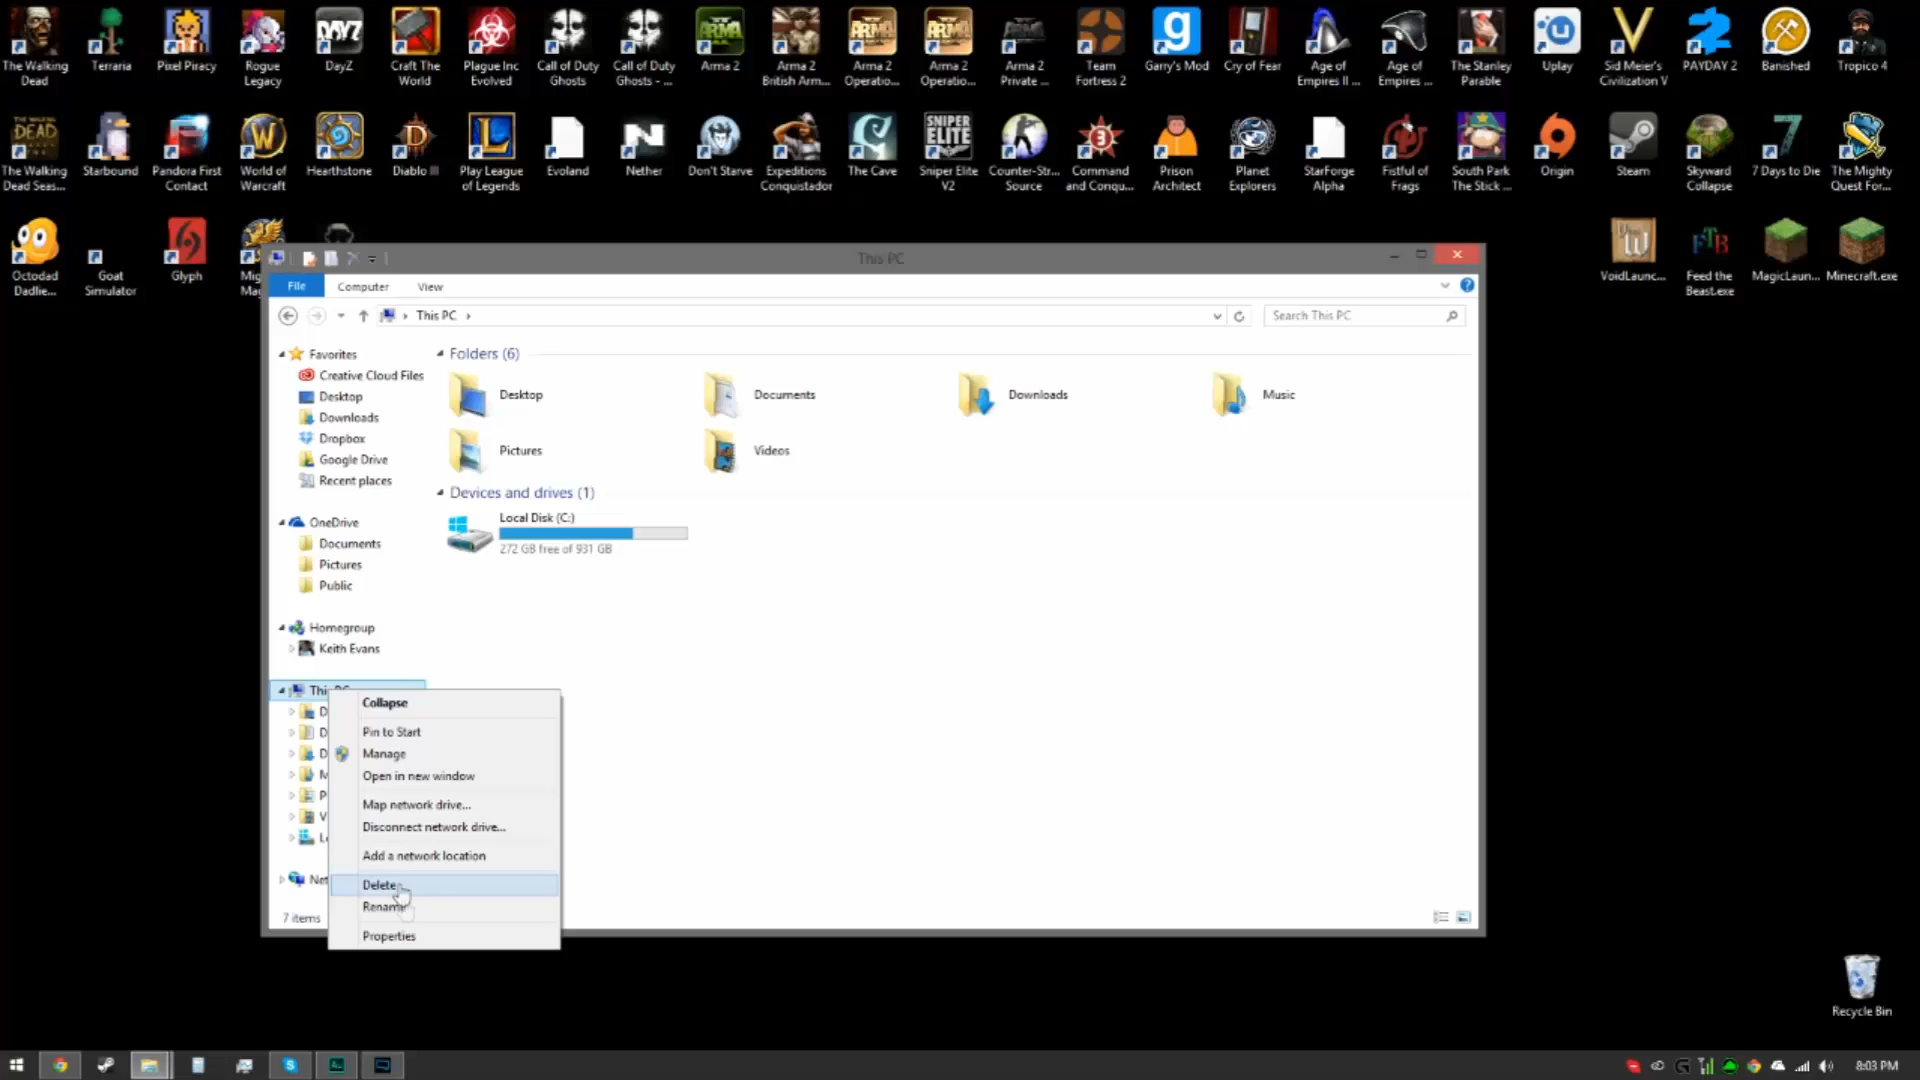 The Walking
Dead
Terraria
Pixel Piracy
Rogue
Legacy
DayZ
Craft The
World
Plague Inc
Evolved
Call of Duty
Ghosts
Call of Duty
Ghosts - ...
Arma 2
Arma 2
British Arm...
Arma 2
Operatio...
Arma 2
Operatio...
Arma 2
Private ...
Team
Fortress 2
Garry's Mod
Cry of Fear
Age of
Empires II ...
Age of
Empires ...
The Stanley
Parable
Uplay
Sid Meier's
Civilization V
PAYDAY 2
Banished
Tropico 4
The Walking
Dead Seas...
Starbound
Pandora First
Contact
World of
Warcraft
Hearthstone
Diablo III
Play League
of Legends
Evoland
Nether
Don't Starve
Expeditions
Conquistador
The Cave
Sniper Elite
V2
Counter-Str...
Source
Command
and Conqu...
Prison
Architect
Planet
Explorers
StarForge
Alpha
Fistful of
Frags
South Park
The Stick ...
Origin
Steam
Skyward
Collapse
7 Days to Die
The Mighty
Quest For...
Octodad
Dadlie...
Goat
Simulator
Glyph
Mig
Mag
VoidLaunc...
Feed the
Beast.exe
MagicLaun...
Minecraft.exe
This PC
File
Computer
View
This PC
Search This PC
Favorites
Creative Cloud Files
Desktop
Downloads
Dropbox
Google Drive
Recent places
OneDrive
Documents
Pictures
Public
Homegroup
Keith Evans
This PC
Folders (6)
Desktop
Documents
Downloads
Music
Pictures
Videos
Devices and drives (1)
Local Disk (C:)
272 GB free of 931 GB
Collapse
Pin to Start
Manage
Open in new window
Map network drive...
Disconnect network drive...
Add a network location
Delete
Rename
Properties
Net
7 items
Recycle Bin
8:03 PM